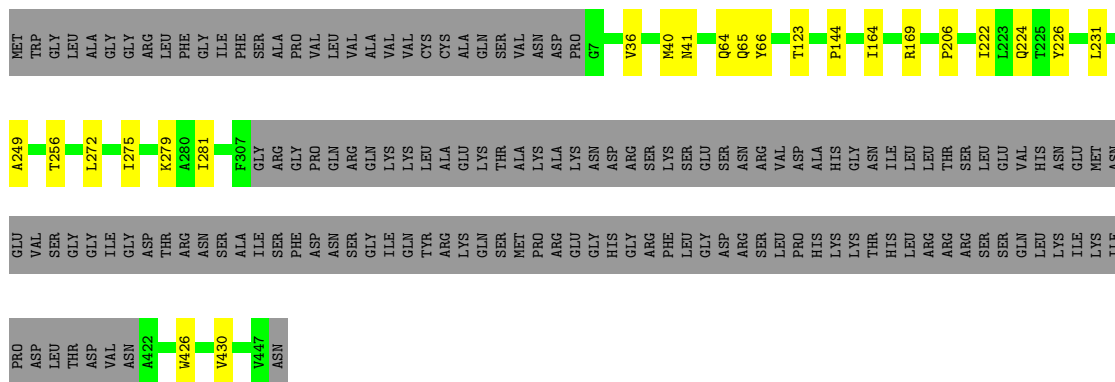 MET TRP GLY LEU ALA GLY GLY ARG LEU PHE GLY ILE PHE SER ALA PRO VAL LEU VAL ALA VAL VAL CYS CYS ALA GLN SER VAL ASN ASP PRO G7 V36 M40 N41 Q64 Q65 Y66 T123 P144 I164 R169 P206 I222 L223 Q224 T225 Y226 L231
A249 T256 L272 I275 K279 A280 I281 F307 GLY ARG GLY PRO GLN ARG GLN LYS LYS LEU ALA GLU LYS THR ALA LYS ALA LYS ASN ASP ARG SER LYS SER GLU SER ASN ARG VAL ASP ALA HIS GLY ASN ILE LEU LEU THR SER LEU GLU VAL HIS ASN GLU MET ASN
GLU VAL SER GLY GLY ILE GLY ASP THR ARG ASN SER ALA ILE SER PHE ASP ASN SER GLY ILE GLN TYR ARG LYS GLN SER MET PRO ARG GLU GLY HIS GLY ARG PHE LEU GLY ASP ARG SER LEU PRO HIS LYS LYS THR HIS LEU ARG ARG ARG SER SER GLN LEU LYS ILE LYS ILE
PRO ASP LEU THR ASP VAL ASN A422 W426 V430 V447 ASN